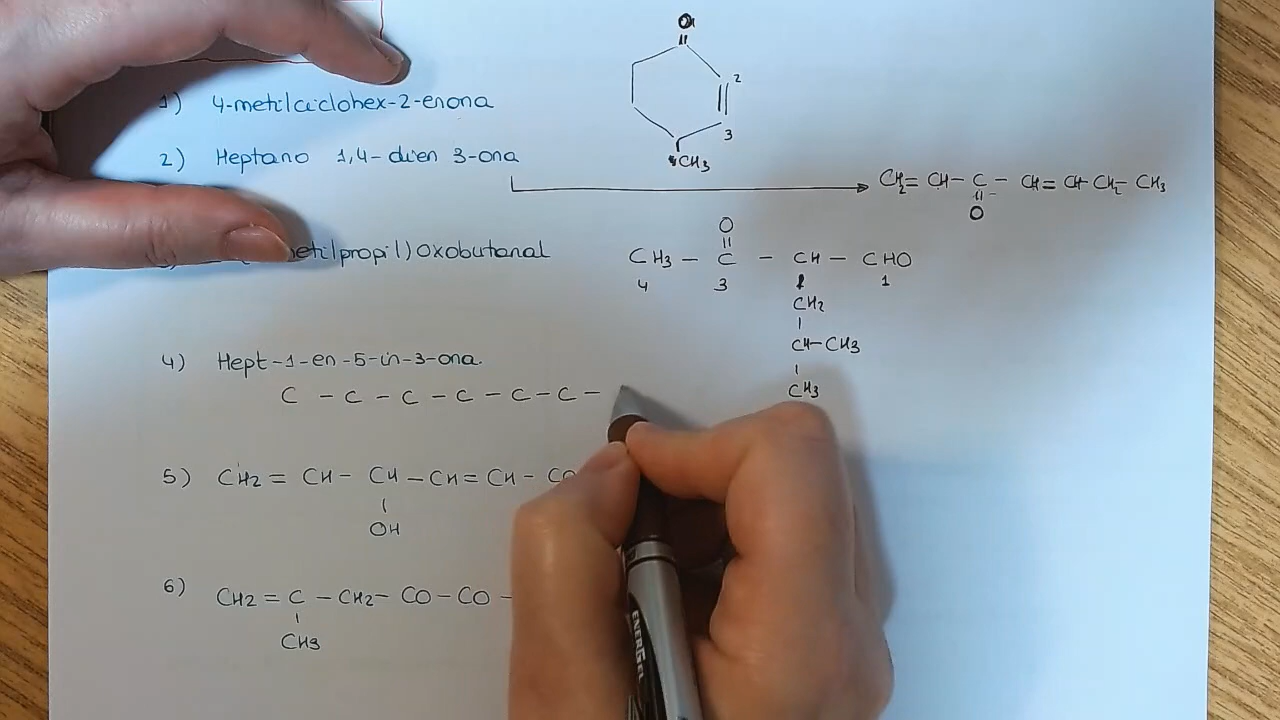 1) 4-metilciclohex-2-enona
O
2
3
CH3
2) Heptano 1,4-dien 3-ona
CH2=CH-C-CH=CH-CH2-CH3
O
etilpropil)oxobutanal
O
CH3-C-CH-CHO
4 3 1
CH2
CH-CH3
CH3
4) Hept-1-en-5-in-3-ona.
C-C-C-C-C-C-
5) CH2=CH-CH-CH=CH-CO
OH
6) CH2=C-CH2-CO-CO-
CH3
ENERGEL